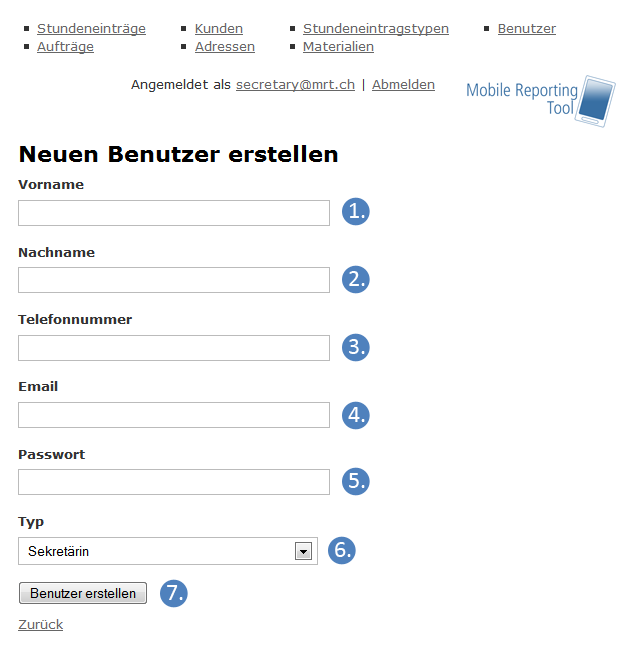 Stundeneinträge Kunden Stundeneintragstypen Benutzer
Aufträge Adressen Materialien
Angemeldet als secretary@mrt.ch | Abmelden
Mobile Reporting
Tool
Neuen Benutzer erstellen
Vorname
1.
Nachname
2.
Telefonnummer
3.
Email
4.
Passwort
5.
Typ
Sekretärin 6.
Benutzer erstellen 7.
Zurück